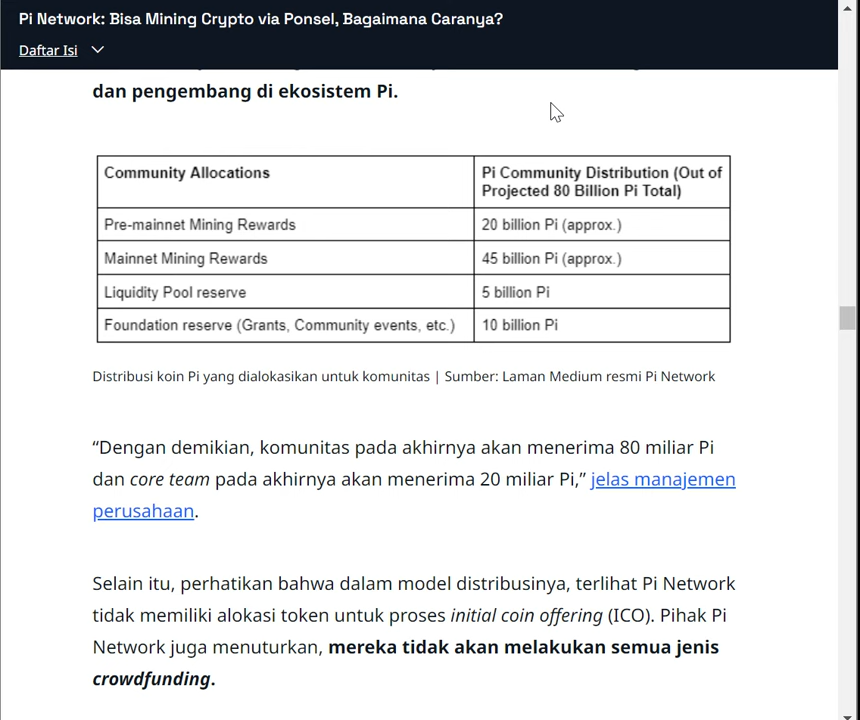 Pi Network: Bisa Mining Crypto via Ponsel, Bagaimana Caranya?
Daftar Isi
dan pengembang di ekosistem Pi.
Community Allocations
Pi Community Distribution (Out of
Projected 80 Billion Pi Total)
Pre-mainnet Mining Rewards
20 billion Pi (approx.)
Mainnet Mining Rewards
45 billion Pi (approx.)
Liquidity Pool reserve
5 billion Pi
Foundation reserve (Grants, Community events, etc.)
10 billion Pi
Distribusi koin Pi yang dialokasikan untuk komunitas | Sumber: Laman Medium resmi Pi Network
“Dengan demikian, komunitas pada akhirnya akan menerima 80 miliar Pi
dan core team pada akhirnya akan menerima 20 miliar Pi,” jelas manajemen
perusahaan.
Selain itu, perhatikan bahwa dalam model distribusinya, terlihat Pi Network
tidak memiliki alokasi token untuk proses initial coin offering (ICO). Pihak Pi
Network juga menuturkan, mereka tidak akan melakukan semua jenis
crowdfunding.